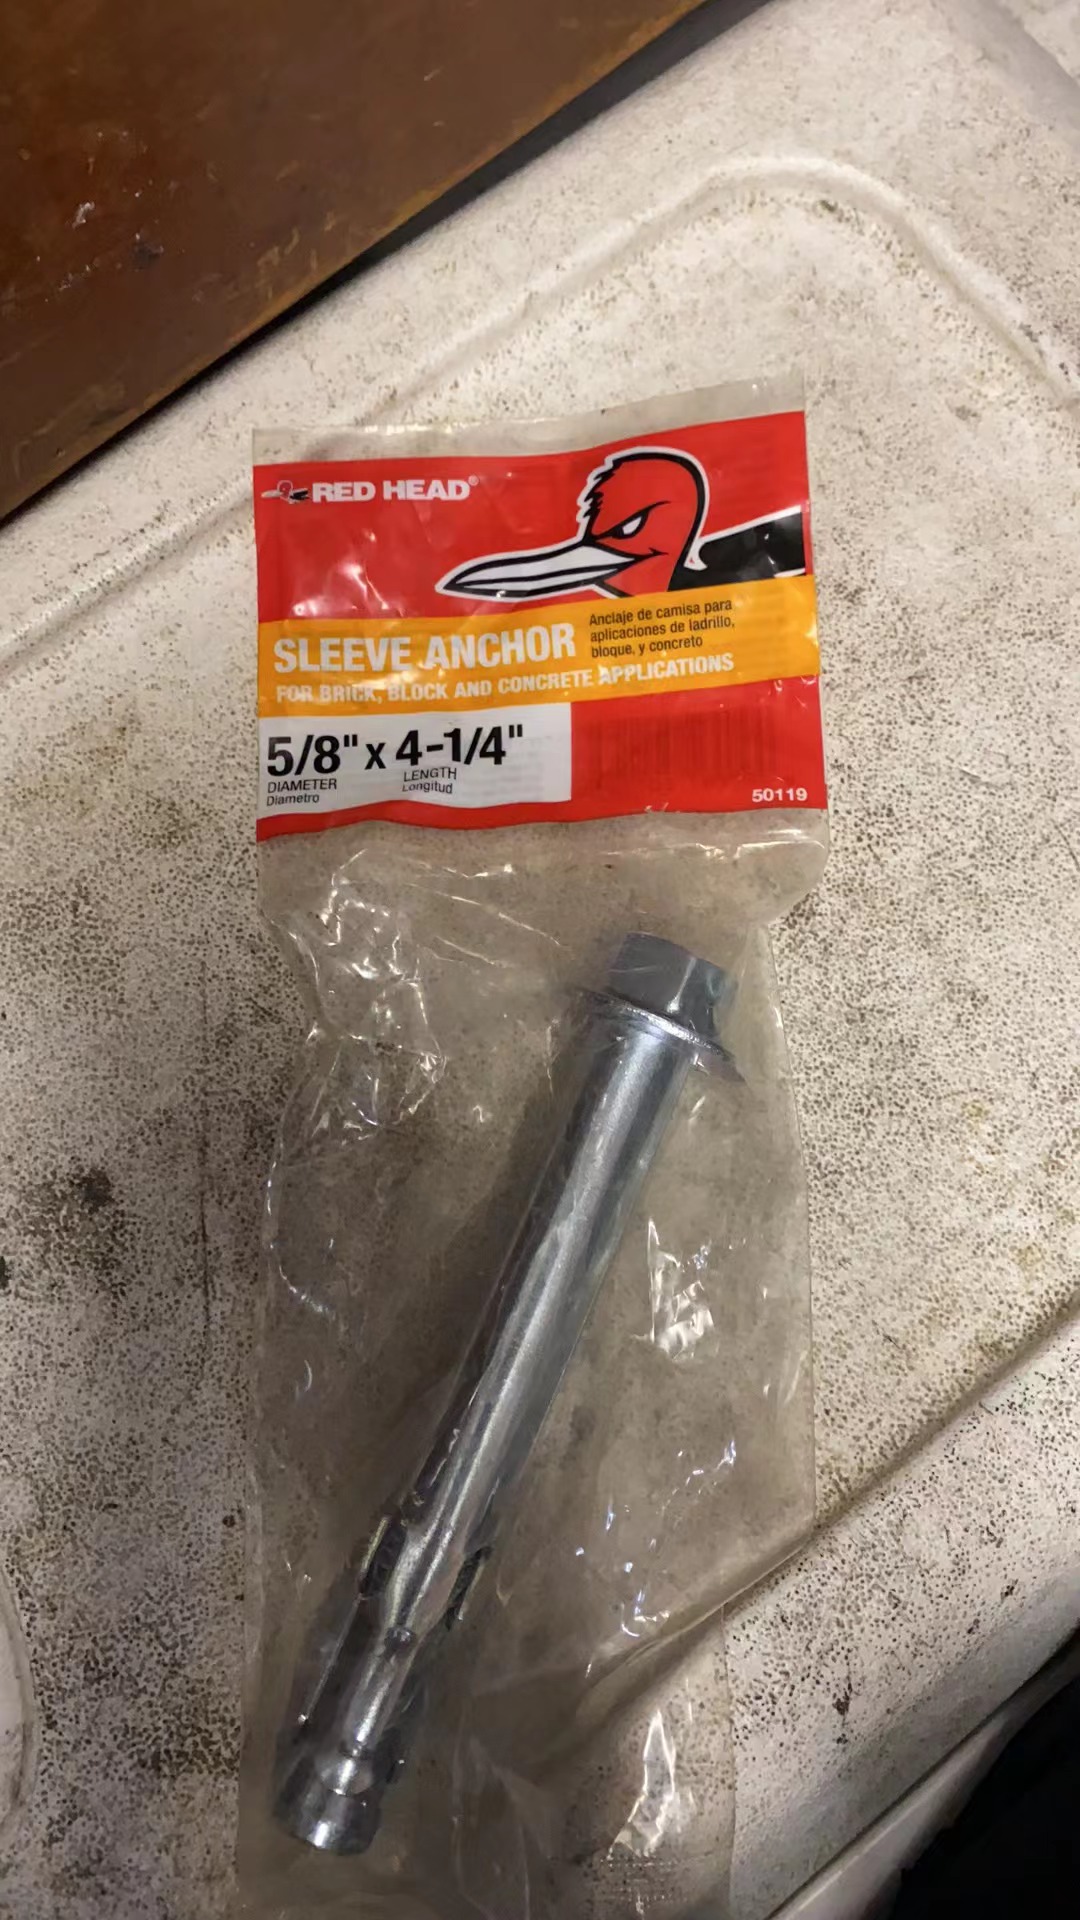 RED HEAD®
SLEEVE ANCHOR
Anclaje de camisa para
aplicaciones de ladrillo,
bloque, y concreto
FOR BRICK, BLOCK AND CONCRETE APPLICATIONS
5/8" x 4-1/4"
DIAMETER
Diametro
LENGTH
Longitud
50119